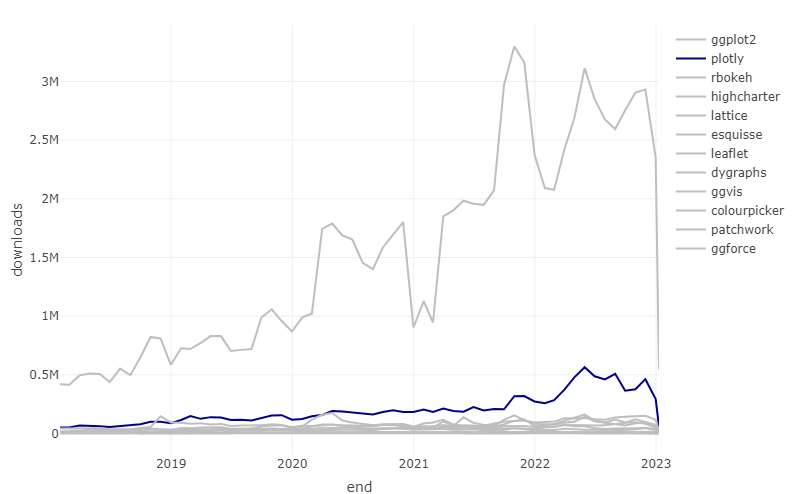 3M
2.5M
2M
1.5M
1M
0.5M
0
downloads
2019
2020
2021
2022
2023
end
ggplot2
plotly
rbokeh
highcharter
lattice
esquisse
leaflet
dygraphs
ggvis
colourpicker
patchwork
ggforce